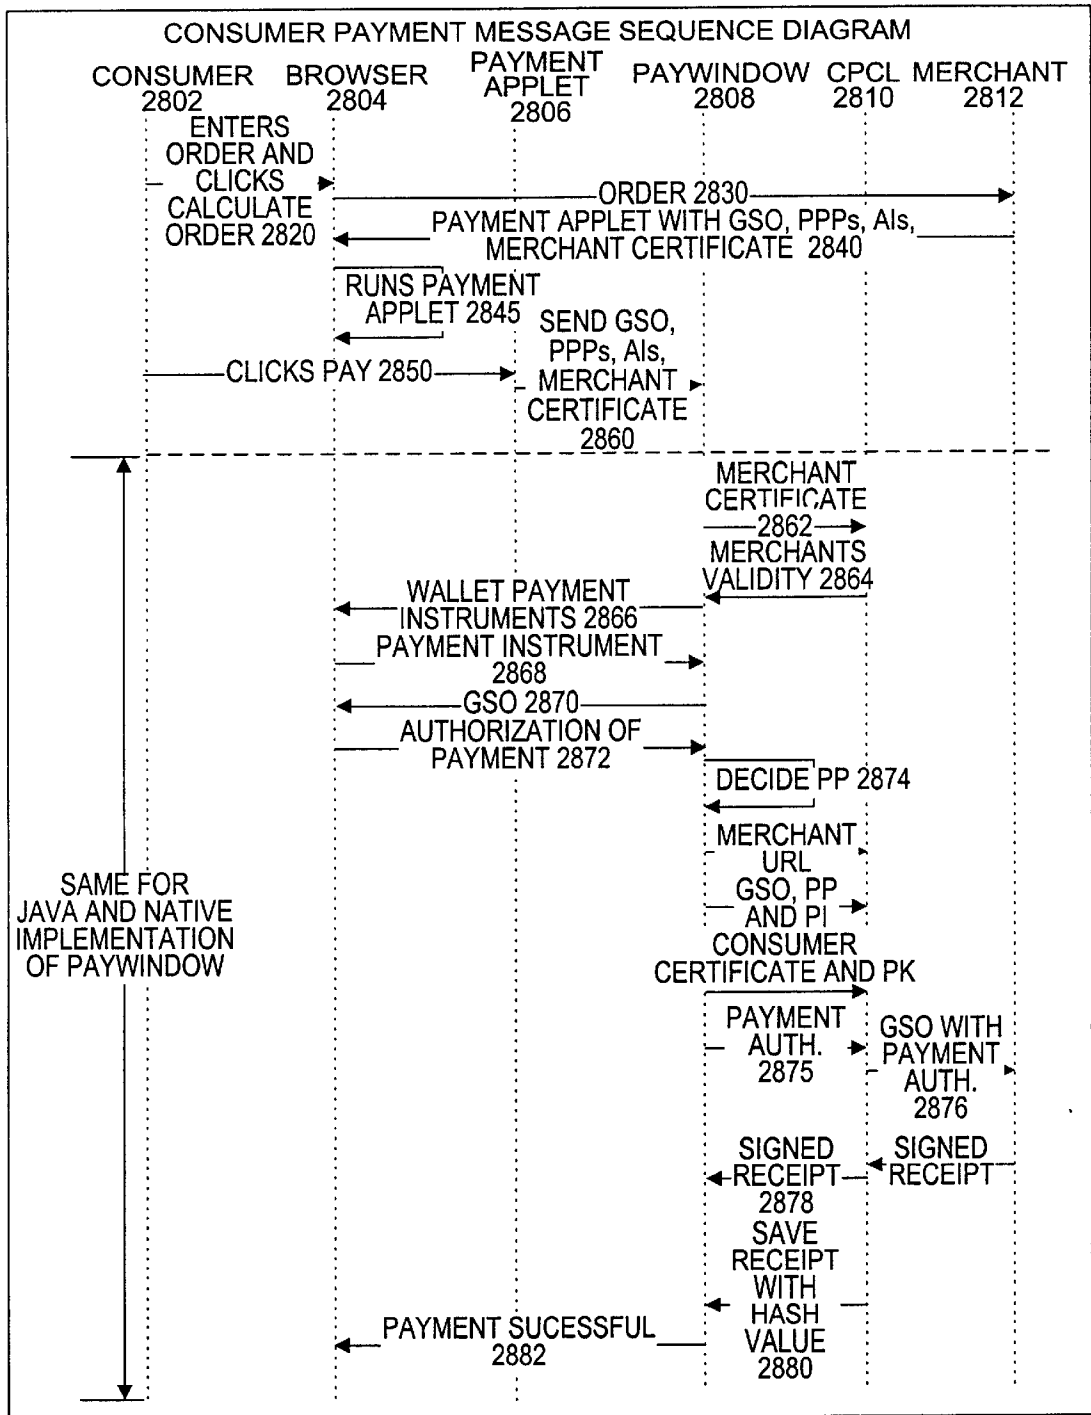 CONSUMER PAYMENT MESSAGE SEQUENCE DIAGRAM
CONSUMER
2802
BROWSER
2804
PAYMENT
APPLET
2806
PAYWINDOW
2808
CPCL
2810
MERCHANT
2812
ENTERS
ORDER AND
CLICKS
CALCULATE
ORDER 2820
ORDER 2830
PAYMENT APPLET WITH GSO, PPPs, AIs,
MERCHANT CERTIFICATE 2840
RUNS PAYMENT
APPLET 2845
CLICKS PAY 2850
SEND GSO,
PPPs, AIs,
MERCHANT
CERTIFICATE
2860
MERCHANT
CERTIFICATE
2862
MERCHANTS
VALIDITY 2864
WALLET PAYMENT
INSTRUMENTS 2866
PAYMENT INSTRUMENT
2868
GSO 2870
AUTHORIZATION OF
PAYMENT 2872
DECIDE PP 2874
MERCHANT
URL
GSO, PP
AND PI
SAME FOR
JAVA AND NATIVE
IMPLEMENTATION
OF PAYWINDOW
CONSUMER
CERTIFICATE AND PK
PAYMENT
AUTH.
2875
GSO WITH
PAYMENT
AUTH.
2876
SIGNED
RECEIPT
SIGNED
RECEIPT
2878
SAVE
RECEIPT
WITH
HASH
VALUE
2880
PAYMENT SUCESSFUL
2882